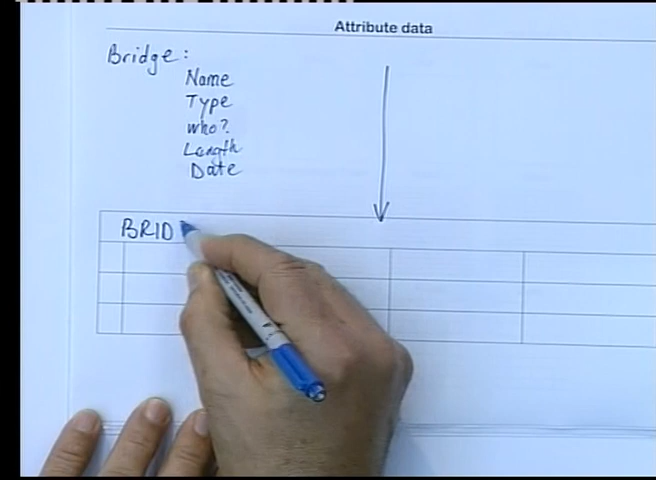 Attribute data
Bridge:
Name
Type
who?
Length
Date
BRID